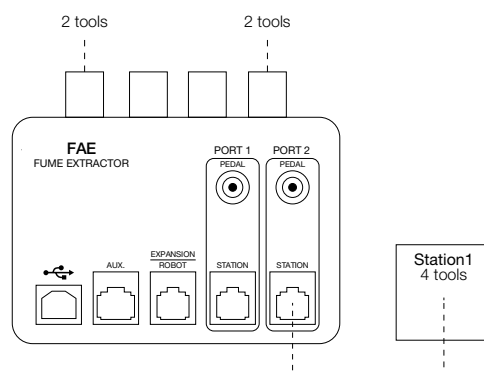 2 tools
2 tools
FAE
FUME EXTRACTOR
PORT 1
PORT 2
PEDAL
PEDAL
AUX.
EXPANSION
ROBOT
STATION
STATION
Station1
4 tools